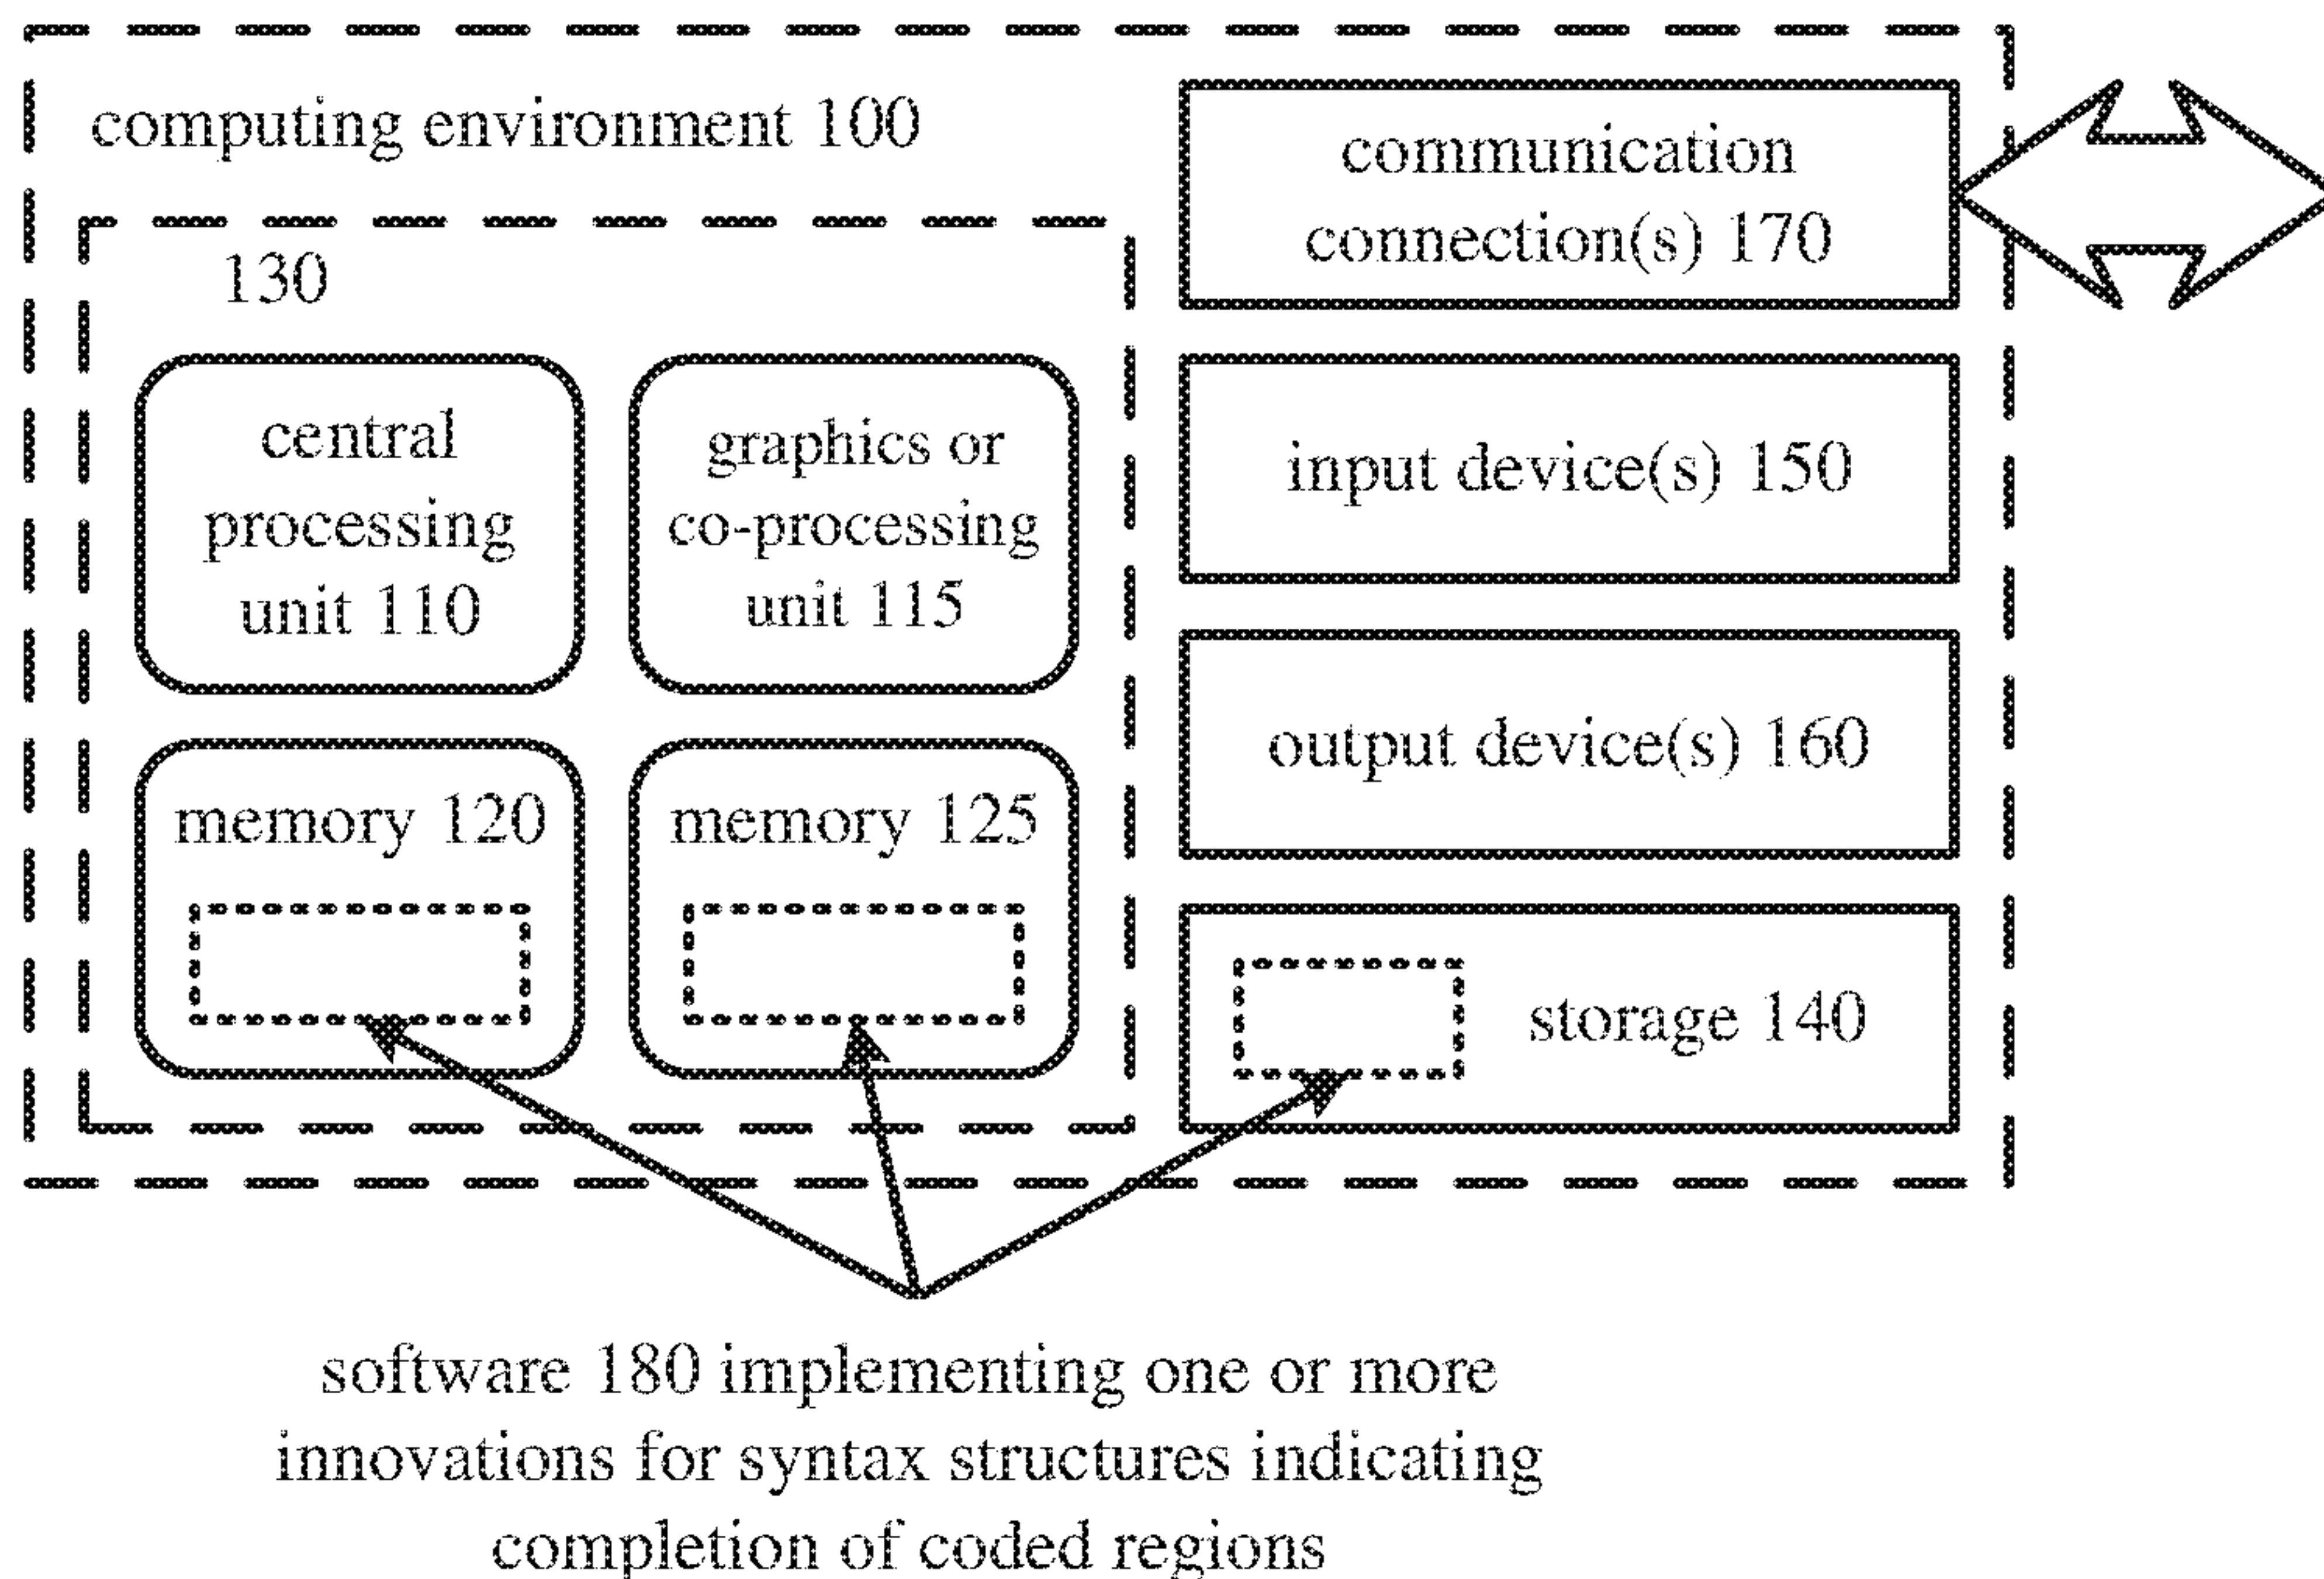 computing environment 100
130
central
processing
unit 110
graphics or
co-processing
unit 115
memory 120
memory 125
communication
connection(s) 170
input device(s) 150
output device(s) 160
storage 140
software 180 implementing one or more
innovations for syntax structures indicating
completion of coded regions